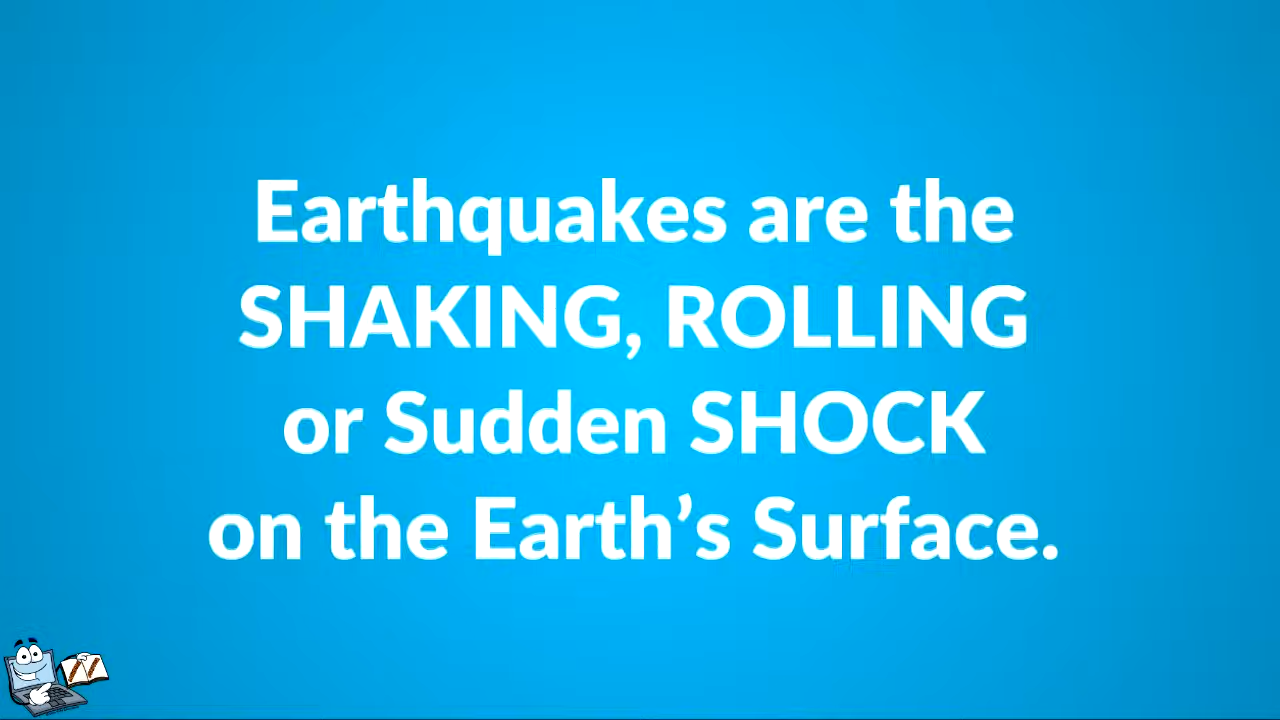 Earthquakes are the
SHAKING, ROLLING
or Sudden SHOCK
on the Earth’s Surface.